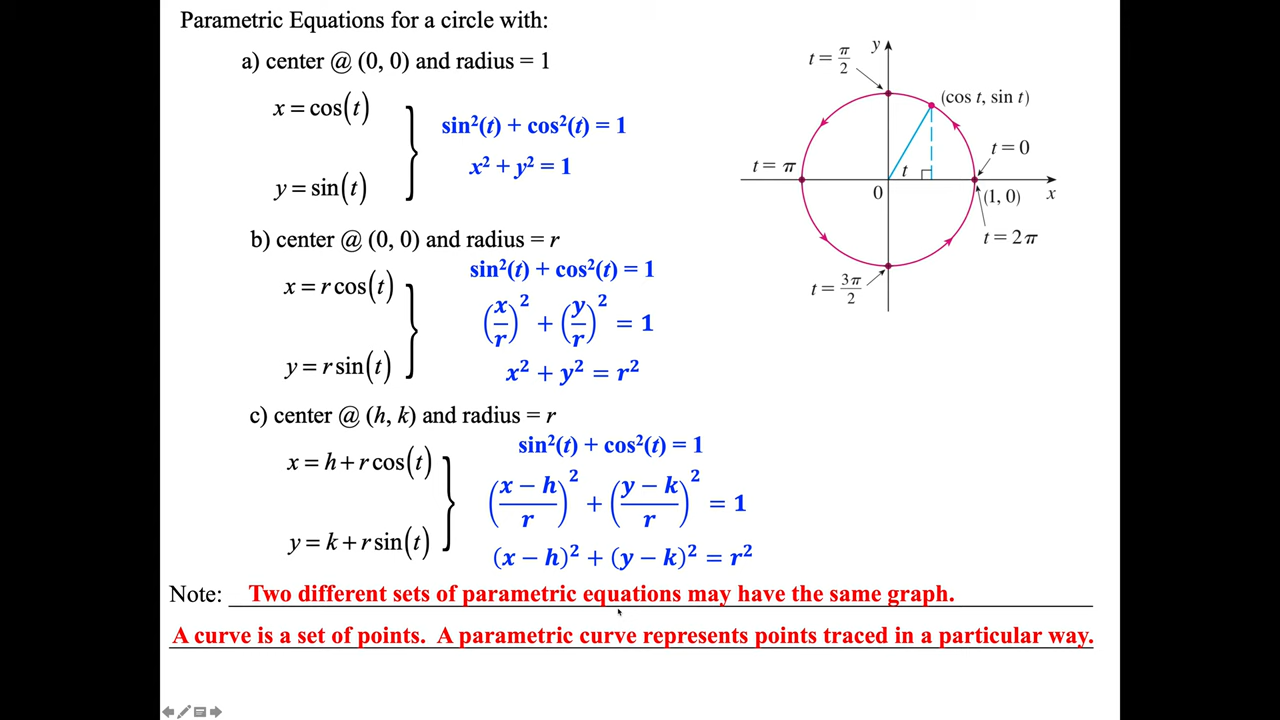 Parametric Equations for a circle with:
a) center @ (0, 0) and radius = 1
x = cos(t)
sin²(t) + cos²(t) = 1
x² + y² = 1
y = sin(t)
b) center @ (0, 0) and radius = r
x = r cos(t)
sin²(t) + cos²(t) = 1
(x/r)² + (y/r)² = 1
y = r sin(t)
x² + y² = r²
c) center @ (h, k) and radius = r
x = h + r cos(t)
sin²(t) + cos²(t) = 1
((x − h)/r)² + ((y − k)/r)² = 1
y = k + r sin(t)
(x − h)² + (y − k)² = r²
t = π/2
y
(cos t, sin t)
t = 0
t = π
t
0
(1, 0)
x
t = 2π
t = 3π/2
Note: Two different sets of parametric equations may have the same graph.
A curve is a set of points. A parametric curve represents points traced in a particular way.